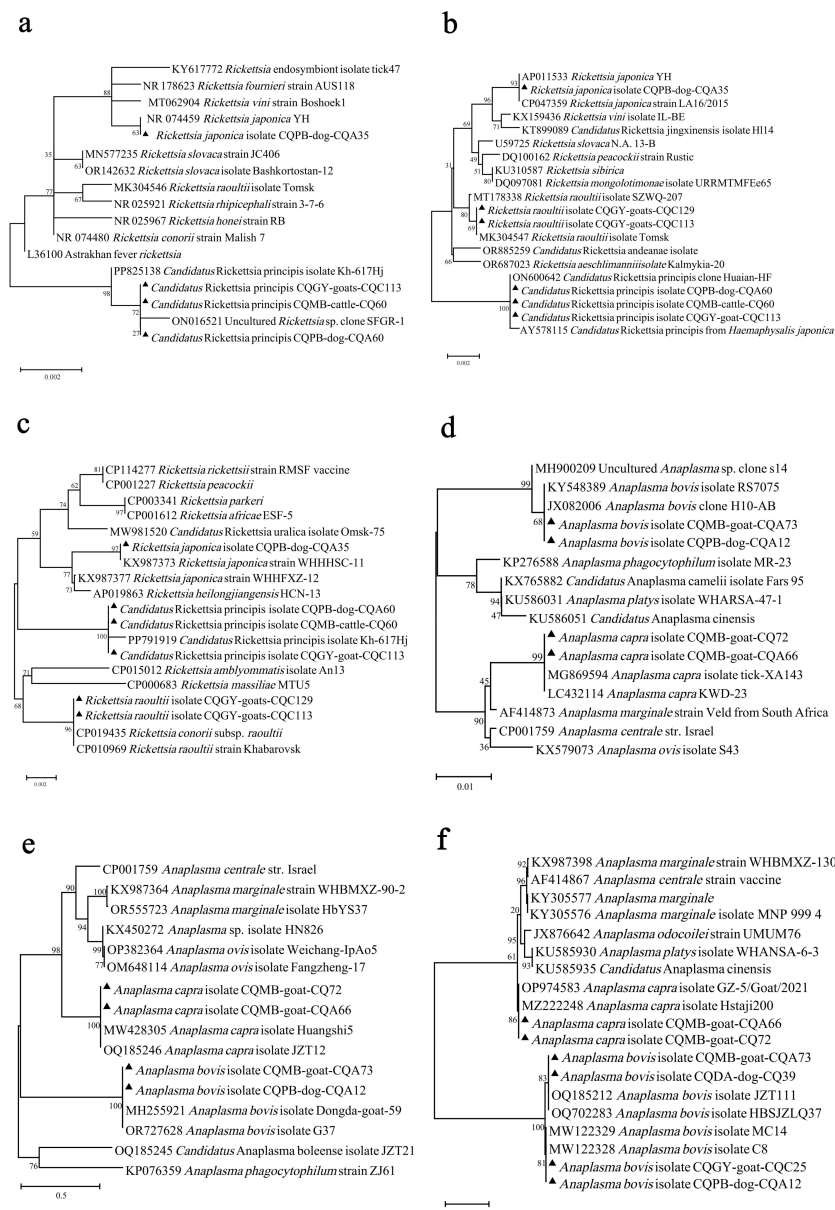 a
KY617772 Rickettsia endosymbiont isolate tick47
NR 178623 Rickettsia fournieri strain AUS118
88
MT062904 Rickettsia vini strain Boshoek1
NR 074459 Rickettsia japonica YH
63
Rickettsia japonica isolate CQPB-dog-CQA35
35
MN577235 Rickettsia slovaca strain JC406
63
OR142632 Rickettsia slovaca isolate Bashkortostan-12
77
MK304546 Rickettsia raoultii isolate Tomsk
67
NR 025921 Rickettsia rhipicephali strain 3-7-6
NR 025967 Rickettsia honei strain RB
NR 074480 Rickettsia conorii strain Malish 7
L36100 Astrakhan fever rickettsia
PP825138 Candidatus Rickettsia principis isolate Kh-617Hj
98
Candidatus Rickettsia principis CQGY-goats-CQC113
Candidatus Rickettsia principis CQMB-cattle-CQ60
72
ON016521 Uncultured Rickettsia sp. clone SFGR-1
27
Candidatus Rickettsia principis CQPB-dog-CQA60
0.002
b
AP011533 Rickettsia japonica YH
93
Rickettsia japonica isolate CQPB-dog-CQA35
96
CP047359 Rickettsia japonica strain LA16/2015
KX159436 Rickettsia vini isolate IL-BE
71
KT899089 Candidatus Rickettsia jingxinensis isolate Hl14
69
U59725 Rickettsia slovaca N.A. 13-B
49
DQ100162 Rickettsia peacockii strain Rustic
51
KU310587 Rickettsia sibirica
80
DQ097081 Rickettsia mongolotimonae isolate URRMTMFEe65
31
MT178338 Rickettsia raoultii isolate SZWQ-207
80
Rickettsia raoultii isolate CQGY-goats-CQC129
Rickettsia raoultii isolate CQGY-goats-CQC113
69
MK304547 Rickettsia raoultii isolate Tomsk
OR885259 Candidatus Rickettsia andeanae isolate
66
OR687023 Rickettsia aeschlimannii isolate Kalmykia-20
ON600642 Candidatus Rickettsia principis clone Huaian-HF
Candidatus Rickettsia principis isolate CQPB-dog-CQA60
Candidatus Rickettsia principis isolate CQMB-cattle-CQ60
100
Candidatus Rickettsia principis isolate CQGY-goat-CQC113
AY578115 Candidatus Rickettsia principis from Haemaphysalis japonica
0.002
c
81
CP114277 Rickettsia rickettsii strain RMSF vaccine
62
CP001227 Rickettsia peacockii
CP003341 Rickettsia parkeri
74
97
CP001612 Rickettsia africae ESF-5
59
MW981520 Candidatus Rickettsia uralica isolate Omsk-75
97
Rickettsia japonica isolate CQPB-dog-CQA35
KX987373 Rickettsia japonica strain WHHHSC-11
77
KX987377 Rickettsia japonica strain WHHFXZ-12
73
AP019863 Rickettsia heilongjiangensis HCN-13
Candidatus Rickettsia principis isolate CQPB-dog-CQA60
Candidatus Rickettsia principis isolate CQMB-cattle-CQ60
100
PP791919 Candidatus Rickettsia principis isolate Kh-617Hj
Candidatus Rickettsia principis isolate CQGY-goat-CQC113
71
CP015012 Rickettsia amblyommatis isolate An13
CP000683 Rickettsia massiliae MTU5
68
Rickettsia raoultii isolate CQGY-goats-CQC129
Rickettsia raoultii isolate CQGY-goats-CQC113
96
CP019435 Rickettsia conorii subsp. raoultii
CP010969 Rickettsia raoultii strain Khabarovsk
0.002
d
MH900209 Uncultured Anaplasma sp. clone s14
99
KY548389 Anaplasma bovis isolate RS7075
JX082006 Anaplasma bovis clone H10-AB
68
Anaplasma bovis isolate CQMB-goat-CQA73
Anaplasma bovis isolate CQPB-dog-CQA12
KP276588 Anaplasma phagocytophilum isolate MR-23
78
KX765882 Candidatus Anaplasma camelii isolate Fars 95
94
KU586031 Anaplasma platys isolate WHARSA-47-1
47
KU586051 Candidatus Anaplasma cinensis
Anaplasma capra isolate CQMB-goat-CQ72
99
Anaplasma capra isolate CQMB-goat-CQA66
MG869594 Anaplasma capra isolate tick-XA143
45
LC432114 Anaplasma capra KWD-23
AF414873 Anaplasma marginale strain Veld from South Africa
90
CP001759 Anaplasma centrale str. Israel
36
KX579073 Anaplasma ovis isolate S43
0.01
e
CP001759 Anaplasma centrale str. Israel
90
100
KX987364 Anaplasma marginale strain WHBMXZ-90-2
OR555723 Anaplasma marginale isolate HbYS37
94
KX450272 Anaplasma sp. isolate HN826
98
99
OP382364 Anaplasma ovis isolate Weichang-IpAo5
77
OM648114 Anaplasma ovis isolate Fangzheng-17
Anaplasma capra isolate CQMB-goat-CQ72
Anaplasma capra isolate CQMB-goat-CQA66
100
MW428305 Anaplasma capra isolate Huangshi5
OQ185246 Anaplasma capra isolate JZT12
Anaplasma bovis isolate CQMB-goat-CQA73
Anaplasma bovis isolate CQPB-dog-CQA12
100
MH255921 Anaplasma bovis isolate Dongda-goat-59
OR727628 Anaplasma bovis isolate G37
OQ185245 Candidatus Anaplasma boleense isolate JZT21
76
KP076359 Anaplasma phagocytophilum strain ZJ61
0.5
f
92
KX987398 Anaplasma marginale strain WHBMXZ-130
96
AF414867 Anaplasma centrale strain vaccine
KY305577 Anaplasma marginale
20
KY305576 Anaplasma marginale isolate MNP 999 4
JX876642 Anaplasma odocoilei strain UMUM76
95
KU585930 Anaplasma platys isolate WHANSA-6-3
61
93
KU585935 Candidatus Anaplasma cinensis
OP974583 Anaplasma capra isolate GZ-5/Goat/2021
MZ222248 Anaplasma capra isolate Hstaji200
86
Anaplasma capra isolate CQMB-goat-CQA66
Anaplasma capra isolate CQMB-goat-CQ72
Anaplasma bovis isolate CQMB-goat-CQA73
83
Anaplasma bovis isolate CQDA-dog-CQ39
OQ185212 Anaplasma bovis isolate JZT111
OQ702283 Anaplasma bovis isolate HBSJZLQ37
100
MW122329 Anaplasma bovis isolate MC14
MW122328 Anaplasma bovis isolate C8
81
Anaplasma bovis isolate CQGY-goat-CQC25
Anaplasma bovis isolate CQPB-dog-CQA12